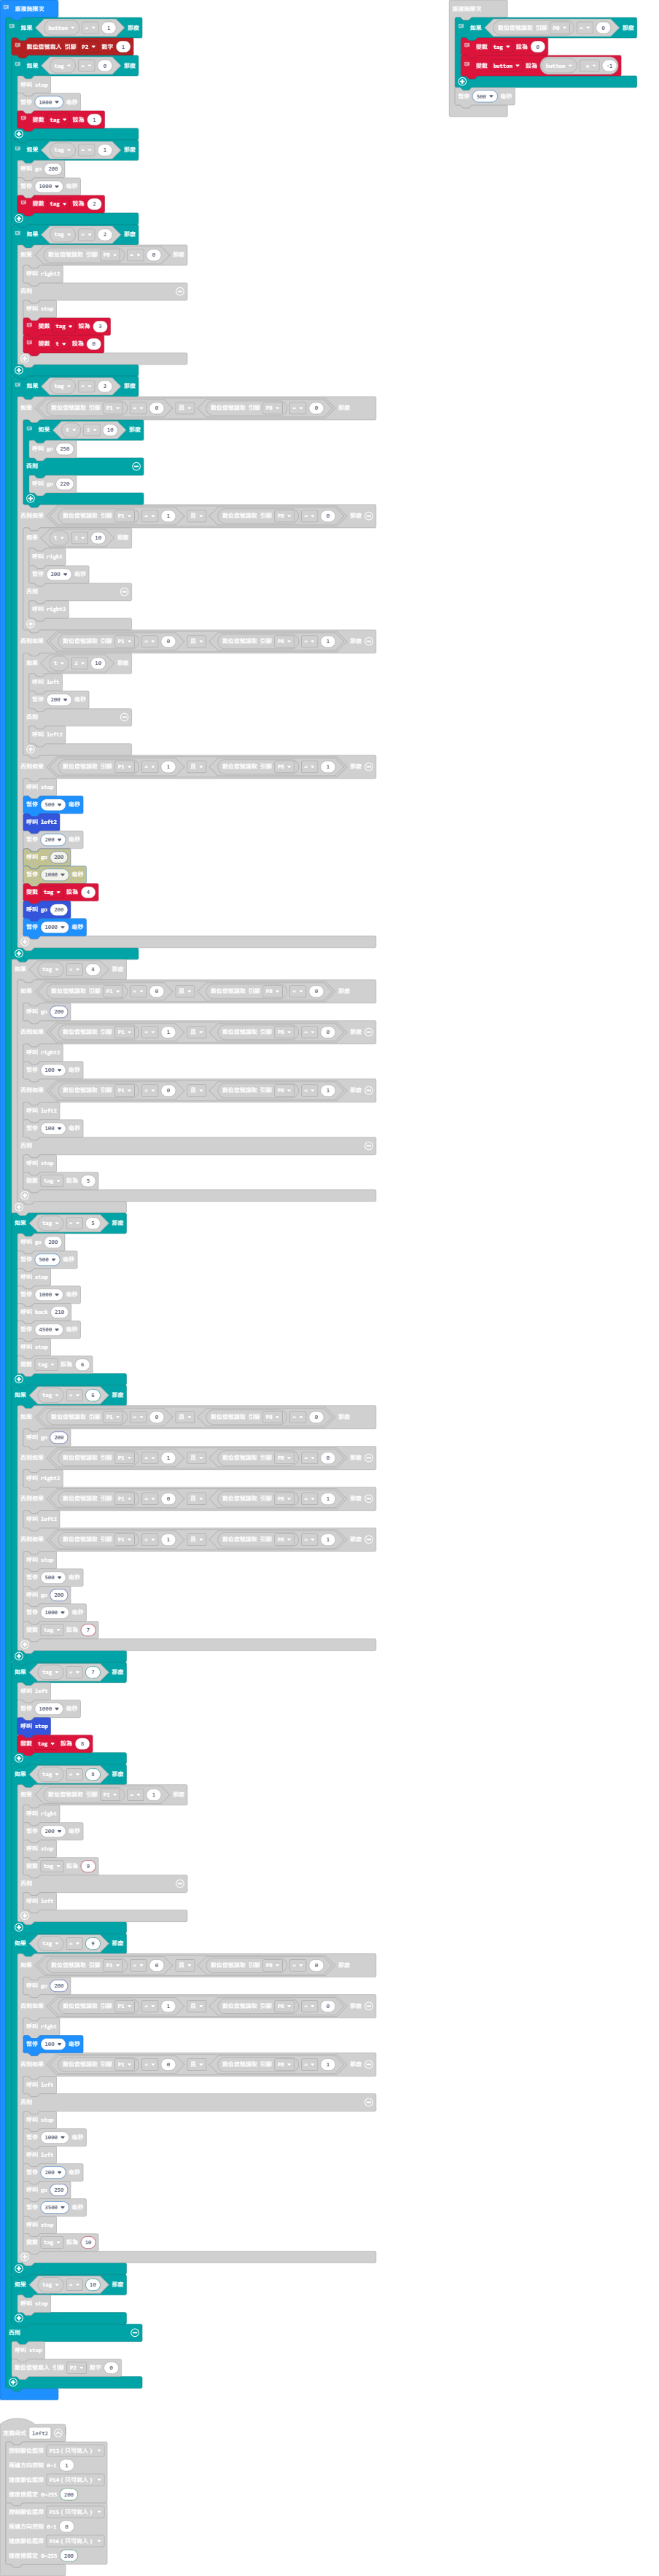 重複無限次
如果 button = 1 那麼
數位信號寫入 引腳 P2 數字 1
如果 tag = 0 那麼
呼叫 stop
暫停 1000 毫秒
變數 tag 設為 1
如果 tag = 1 那麼
呼叫 go 200
暫停 1000 毫秒
變數 tag 設為 2
如果 tag = 2 那麼
如果 數位信號讀取 引腳 P8 = 0 那麼
呼叫 right2
否則
呼叫 stop
變數 tag 設為 3
變數 t 設為 0
如果 tag = 3 那麼
如果 數位信號讀取 引腳 P1 = 0 且 數位信號讀取 引腳 P8 = 0 那麼
如果 t ≤ 10 那麼
呼叫 go 250
否則
呼叫 go 220
否則如果 數位信號讀取 引腳 P1 = 1 且 數位信號讀取 引腳 P8 = 0 那麼
如果 t ≤ 10 那麼
呼叫 right
暫停 200 毫秒
否則
呼叫 right2
否則如果 數位信號讀取 引腳 P1 = 0 且 數位信號讀取 引腳 P8 = 1 那麼
如果 t ≤ 10 那麼
呼叫 left
暫停 200 毫秒
否則
呼叫 left2
否則如果 數位信號讀取 引腳 P1 = 1 且 數位信號讀取 引腳 P8 = 1 那麼
呼叫 stop
暫停 500 毫秒
呼叫 left2
暫停 200 毫秒
呼叫 go 200
暫停 1000 毫秒
變數 tag 設為 4
呼叫 go 200
暫停 1000 毫秒
如果 tag = 4 那麼
如果 數位信號讀取 引腳 P1 = 0 且 數位信號讀取 引腳 P8 = 0 那麼
呼叫 go 200
否則如果 數位信號讀取 引腳 P1 = 1 且 數位信號讀取 引腳 P8 = 0 那麼
呼叫 right2
暫停 100 毫秒
否則如果 數位信號讀取 引腳 P1 = 0 且 數位信號讀取 引腳 P8 = 1 那麼
呼叫 left2
暫停 100 毫秒
否則
呼叫 stop
變數 tag 設為 5
如果 tag = 5 那麼
呼叫 go 200
暫停 500 毫秒
呼叫 stop
暫停 1000 毫秒
呼叫 back 210
暫停 4500 毫秒
呼叫 stop
變數 tag 設為 6
如果 tag = 6 那麼
如果 數位信號讀取 引腳 P1 = 0 且 數位信號讀取 引腳 P8 = 0 那麼
呼叫 go 200
否則如果 數位信號讀取 引腳 P1 = 1 且 數位信號讀取 引腳 P8 = 0 那麼
呼叫 right2
否則如果 數位信號讀取 引腳 P1 = 0 且 數位信號讀取 引腳 P8 = 1 那麼
呼叫 left2
否則如果 數位信號讀取 引腳 P1 = 1 且 數位信號讀取 引腳 P8 = 1 那麼
呼叫 stop
暫停 500 毫秒
呼叫 go 200
暫停 1000 毫秒
變數 tag 設為 7
如果 tag = 7 那麼
呼叫 left
暫停 1000 毫秒
呼叫 stop
變數 tag 設為 8
如果 tag = 8 那麼
如果 數位信號讀取 引腳 P1 = 1 那麼
呼叫 right
暫停 200 毫秒
呼叫 stop
變數 tag 設為 9
否則
呼叫 left
如果 tag = 9 那麼
如果 數位信號讀取 引腳 P1 = 0 且 數位信號讀取 引腳 P8 = 0 那麼
呼叫 go 200
否則如果 數位信號讀取 引腳 P1 = 1 且 數位信號讀取 引腳 P8 = 0 那麼
呼叫 right
暫停 100 毫秒
否則如果 數位信號讀取 引腳 P1 = 0 且 數位信號讀取 引腳 P8 = 1 那麼
呼叫 left
否則
呼叫 stop
暫停 1000 毫秒
呼叫 left
暫停 200 毫秒
呼叫 go 250
暫停 3500 毫秒
呼叫 stop
變數 tag 設為 10
如果 tag = 10 那麼
呼叫 stop
否則
呼叫 stop
數位信號寫入 引腳 P2 數字 0
定義函式 left2
控制腳位選擇 P13(只可寫入)
馬達方向控制 0~1 1
速度腳位選擇 P14(只可寫入)
速度值設定 0~255 200
控制腳位選擇 P15(只可寫入)
馬達方向控制 0~1 0
速度腳位選擇 P16(只可寫入)
速度值設定 0~255 200
重複無限次
如果 數位信號讀取 引腳 = 0 那麼
變數 tag 設為 0
變數 button 設為 button × -1
暫停 500 毫秒